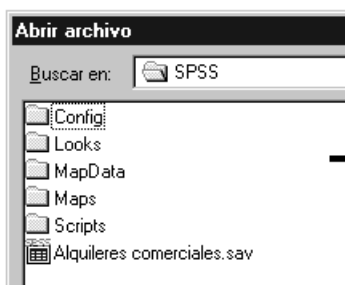 Abrir archivo
Buscar en: SPSS
Config
Looks
MapData
Maps
Scripts
Alquileres comerciales.sav